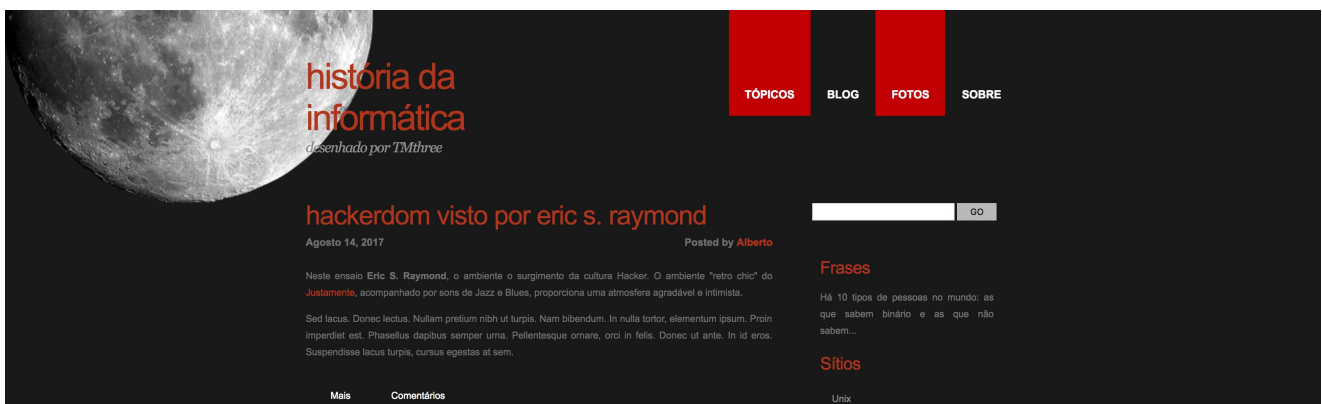 história da
informática
desenhado por TMthree
TÓPICOS BLOG FOTOS SOBRE
hackerdom visto por eric s. raymond
Agosto 14, 2017 Posted by Alberto
Neste ensaio Eric S. Raymond, o ambiente o surgimento da cultura Hacker. O ambiente "retro chic" do
Justamente, acompanhado por sons de Jazz e Blues, proporciona uma atmosfera agradável e intimista.
Sed lacus. Donec lectus. Nullam pretium nibh ut turpis. Nam bibendum. In nulla tortor, elementum ipsum. Proin
imperdiet est. Phasellus dapibus semper urna. Pellentesque ornare, orci in felis. Donec ut ante. In id eros.
Suspendisse lacus turpis, cursus egestas at sem.
Mais Comentários
GO
Frases
Há 10 tipos de pessoas no mundo: as
que sabem binário e as que não
sabem...
Sítios
Unix